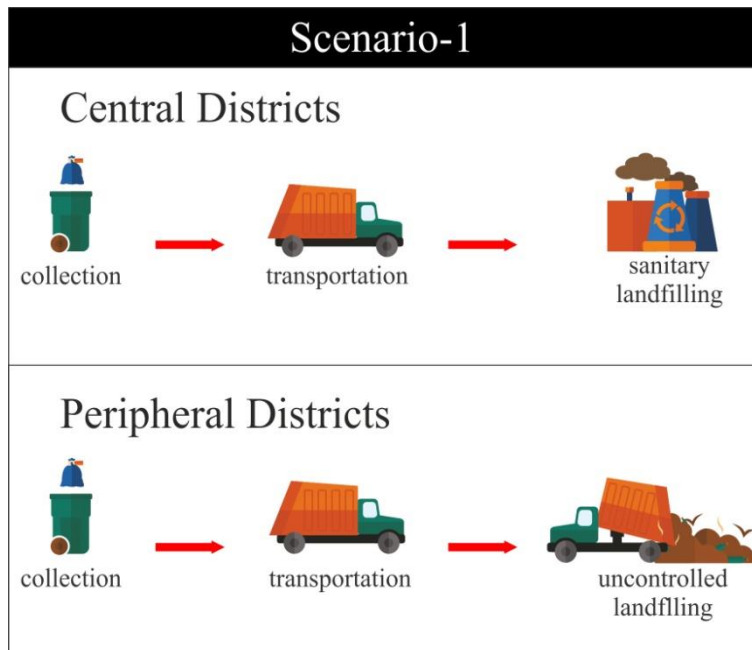 Scenario-1
Central Districts
collection
transportation
sanitary
landfilling
Peripheral Districts
collection
transportation
uncontrolled
landflling